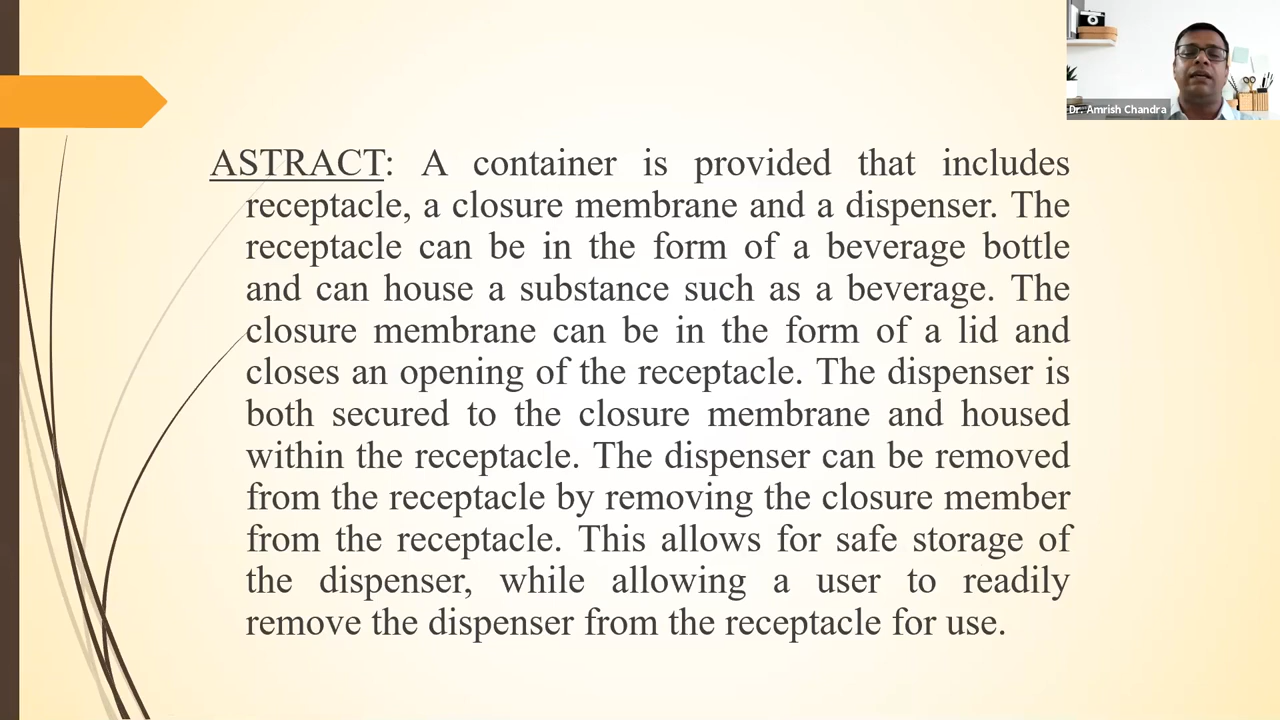 Dr. Amrish Chandra
ASTRACT: A container is provided that includes
receptacle, a closure membrane and a dispenser. The
receptacle can be in the form of a beverage bottle
and can house a substance such as a beverage. The
closure membrane can be in the form of a lid and
closes an opening of the receptacle. The dispenser is
both secured to the closure membrane and housed
within the receptacle. The dispenser can be removed
from the receptacle by removing the closure member
from the receptacle. This allows for safe storage of
the dispenser, while allowing a user to readily
remove the dispenser from the receptacle for use.